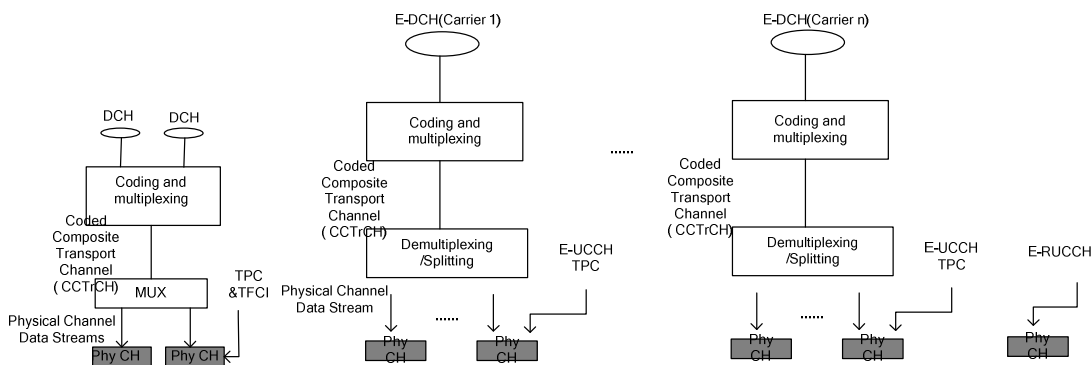 E-DCH(Carrier 1)
E-DCH(Carrier n)
DCH
DCH
Coding and
multiplexing
Coded
Composite
Transport
Channel
( CCTrCH)
MUX
TPC
&TFCI
Physical Channel
Data Streams
Phy CH
Phy CH
Coding and
multiplexing
Coded
Composite
Transport
Channel
( CCTrCH)
Demultiplexing
/Splitting
E-UCCH
TPC
Physical Channel
Data Stream
......
Phy
CH
Phy
CH
......
Coding and
multiplexing
Coded
Composite
Transport
Channel
( CCTrCH)
Demultiplexing
/Splitting
E-UCCH
TPC
......
Phy
CH
Phy
CH
E-RUCCH
Phy
CH